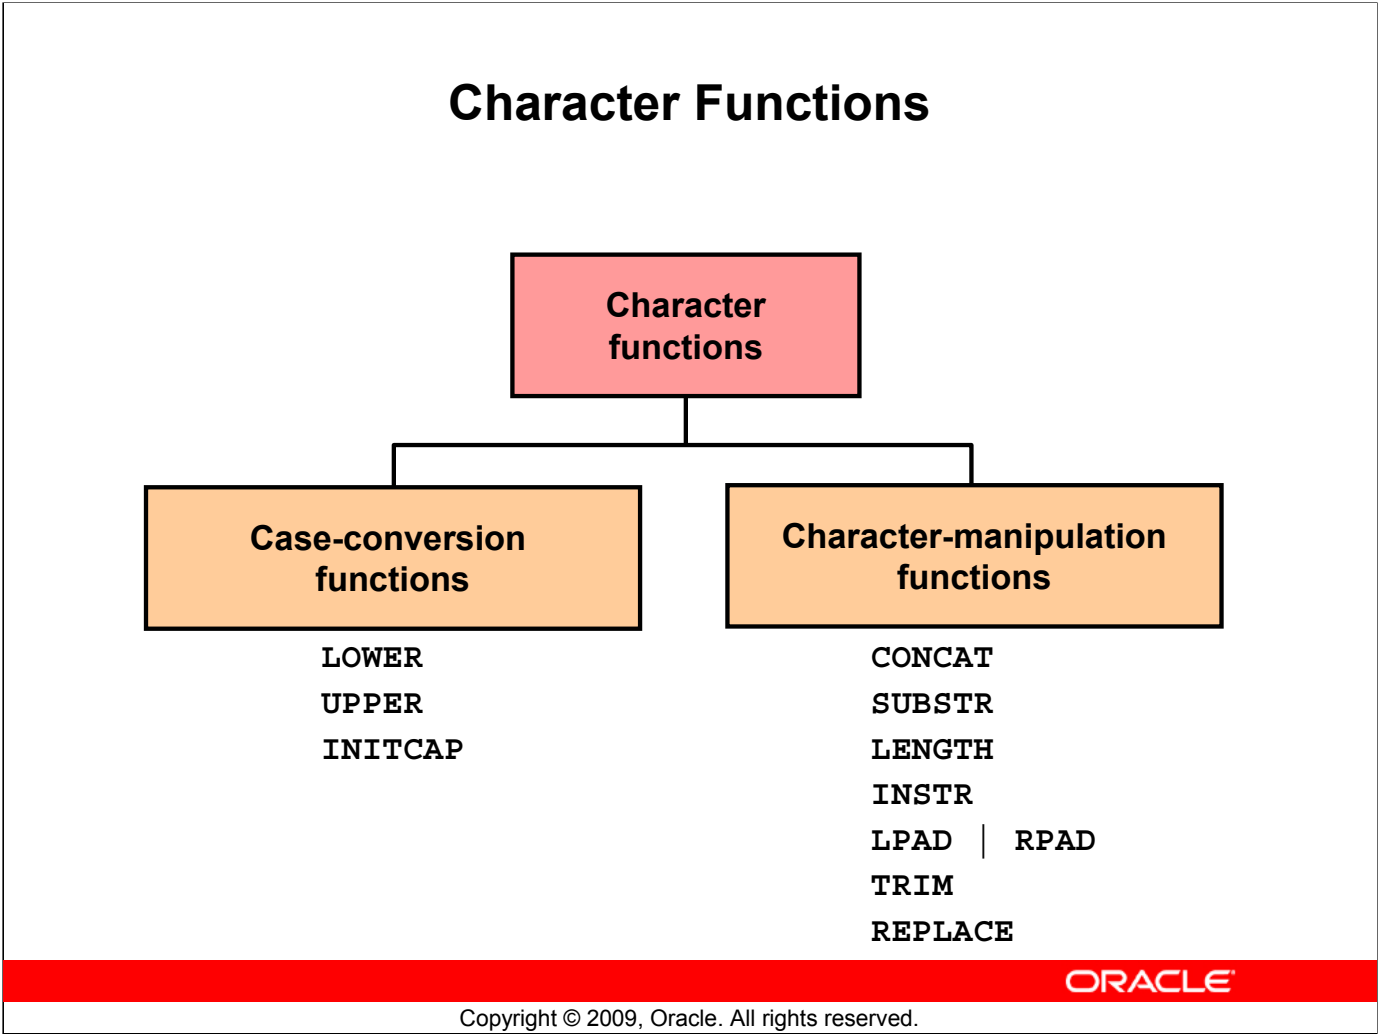 Character Functions
Character
functions
Case-conversion
functions
LOWER
UPPER
INITCAP
Character-manipulation
functions
CONCAT
SUBSTR
LENGTH
INSTR
LPAD | RPAD
TRIM
REPLACE
ORACLE
Copyright © 2009, Oracle. All rights reserved.